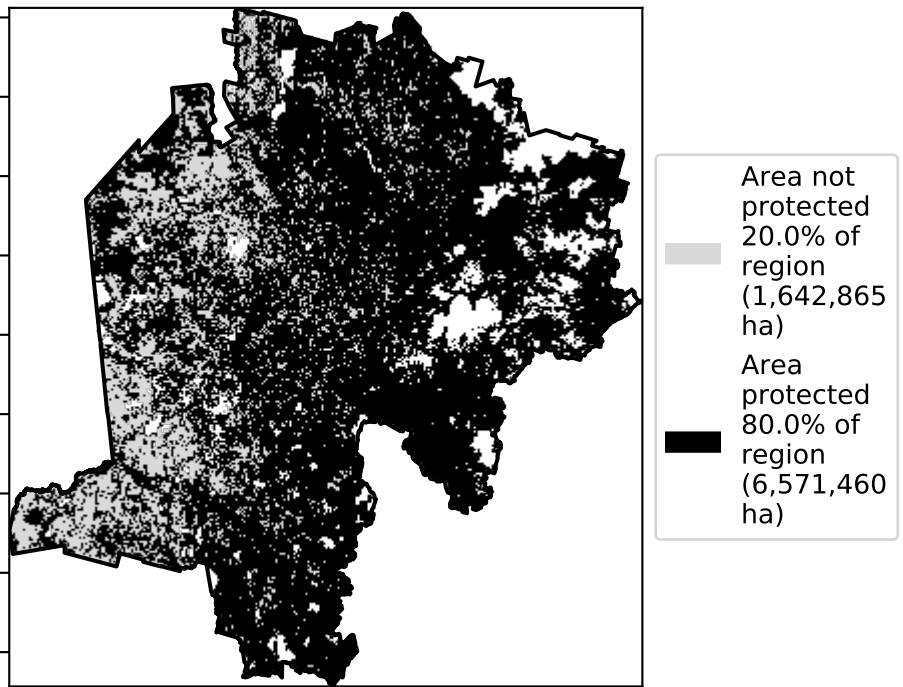 Area not
protected
20.0% of
region
(1,642,865
ha)
Area
protected
80.0% of
region
(6,571,460
ha)